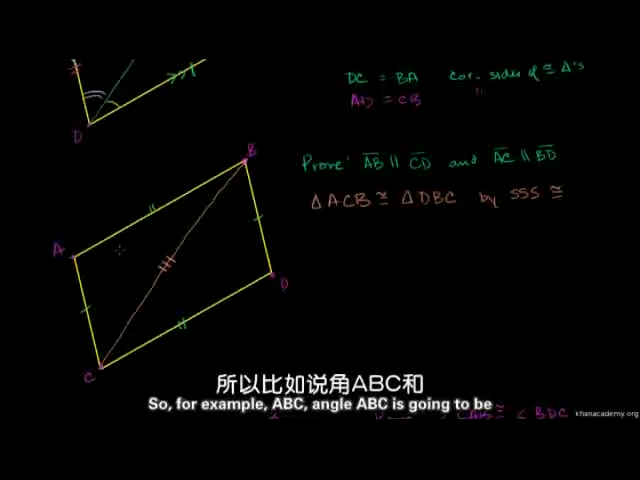 DC = BA cor. sides of ≅ Δ's
AD = CB "
D
Prove: AB || CD and AC || BD
ΔACB ≅ ΔDBC by SSS ≅
B
A
D
C
所以比如说角ABC和
So, for example, ABC, angle ABC is going to be
< BDC
khanacademy.org